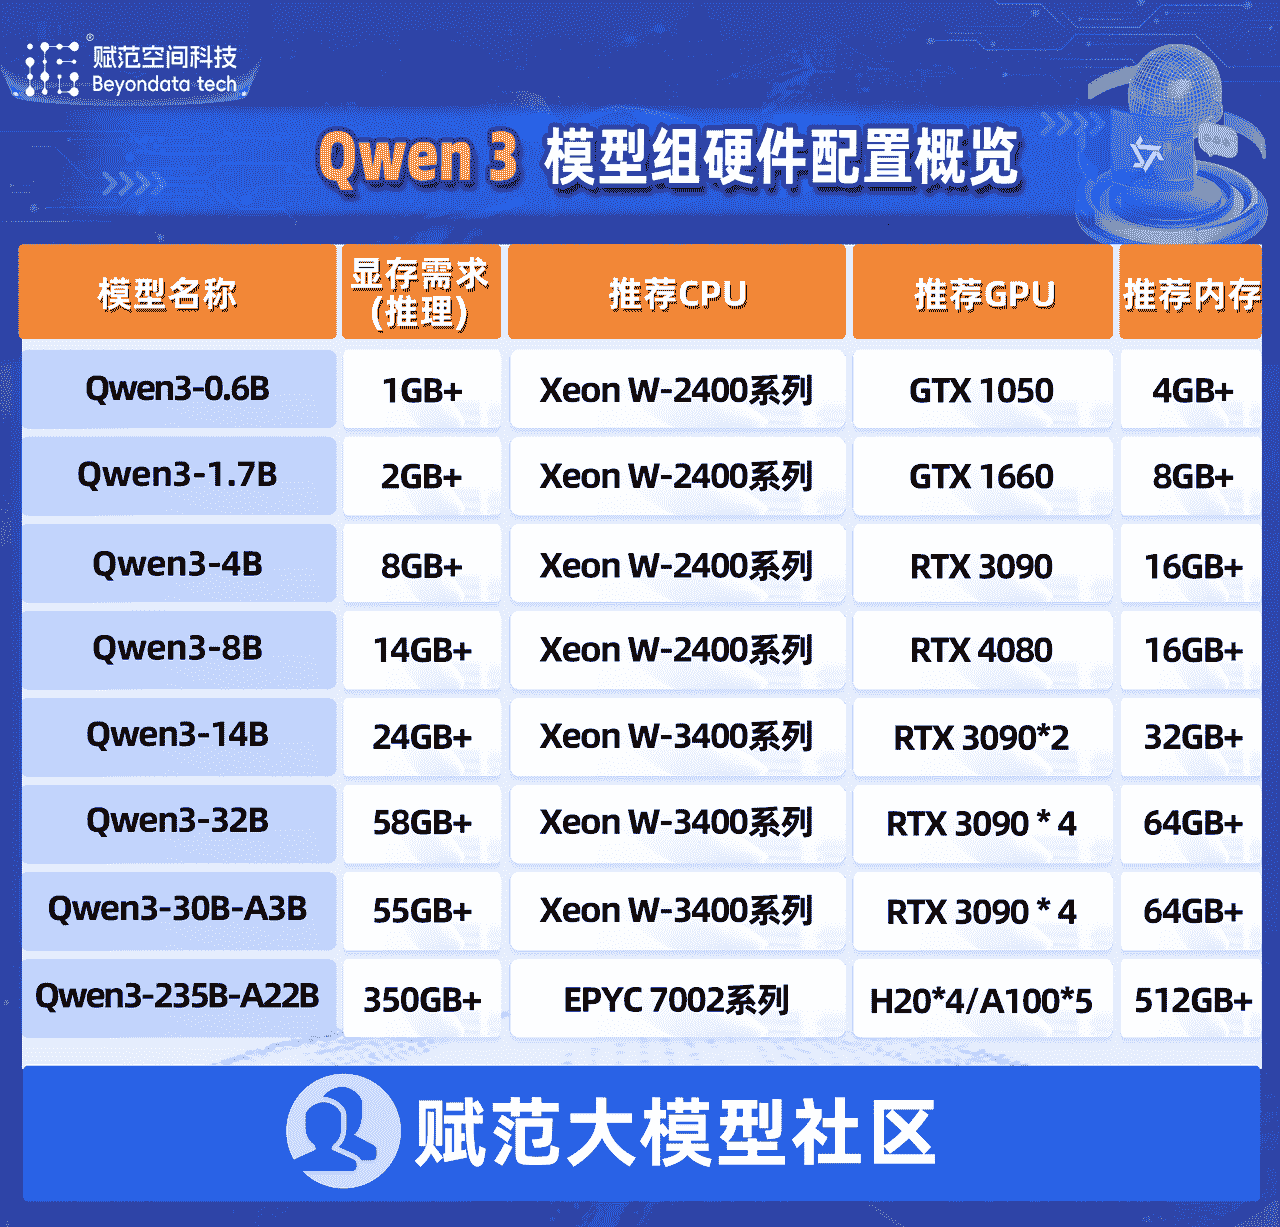 赋范空间科技
®
Beyondata tech
Qwen 3 模型组硬件配置概览
模型名称 显存需求(推理) 推荐CPU 推荐GPU 推荐内存
Qwen3-0.6B 1GB+ Xeon W-2400系列 GTX 1050 4GB+
Qwen3-1.7B 2GB+ Xeon W-2400系列 GTX 1660 8GB+
Qwen3-4B 8GB+ Xeon W-2400系列 RTX 3090 16GB+
Qwen3-8B 14GB+ Xeon W-2400系列 RTX 4080 16GB+
Qwen3-14B 24GB+ Xeon W-3400系列 RTX 3090*2 32GB+
Qwen3-32B 58GB+ Xeon W-3400系列 RTX 3090 * 4 64GB+
Qwen3-30B-A3B 55GB+ Xeon W-3400系列 RTX 3090 * 4 64GB+
Qwen3-235B-A22B 350GB+ EPYC 7002系列 H20*4/A100*5 512GB+
赋范大模型社区